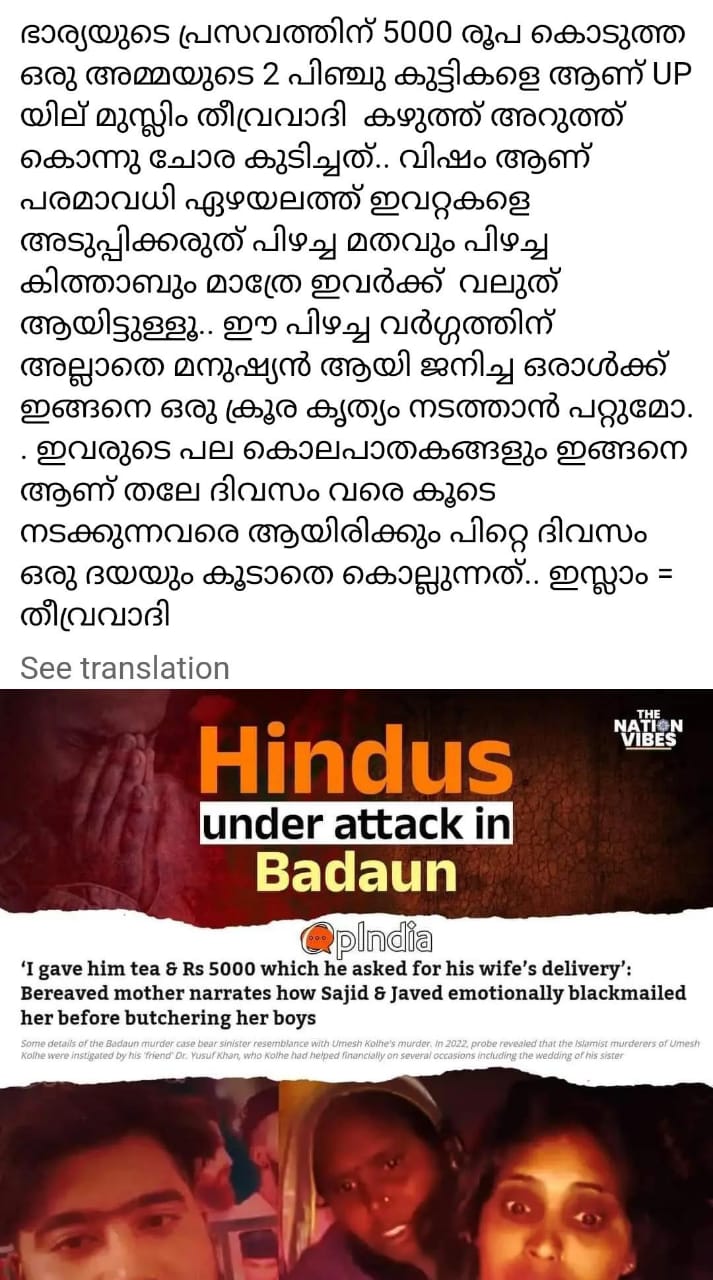 ഭാര്യയുടെ പ്രസവത്തിന് 5000 രൂപ കൊടുത്ത
ഒരു അമ്മയുടെ 2 പിഞ്ചു കുട്ടികളെ ആണ് UP
യില് മുസ്ലിം തീവ്രവാദി കഴുത്ത് അറുത്ത്
കൊന്നു ചോര കുടിച്ചത്.. വിഷം ആണ്
പരമാവധി ഏഴയലത്ത് ഇവറ്റകളെ
അടുപ്പിക്കരുത് പിഴച്ച മതവും പിഴച്ച
കിത്താബും മാത്രേ ഇവർക്ക് വലുത്
ആയിട്ടുള്ളൂ.. ഈ പിഴച്ച വർഗ്ഗത്തിന്
അല്ലാതെ മനുഷ്യൻ ആയി ജനിച്ച ഒരാൾക്ക്
ഇങ്ങനെ ഒരു ക്രൂര കൃത്യം നടത്താൻ പറ്റുമോ.
. ഇവരുടെ പല കൊലപാതകങ്ങളും ഇങ്ങനെ
ആണ് തലേ ദിവസം വരെ കൂടെ
നടക്കുന്നവരെ ആയിരിക്കും പിറ്റെ ദിവസം
ഒരു ദയയും കൂടാതെ കൊല്ലുന്നത്.. ഇസ്ലാം =
തീവ്രവാദി
See translation
THE
NATION
VIBES
Hindus
under attack in
Badaun
OpIndia
‘I gave him tea & Rs 5000 which he asked for his wife’s delivery’:
Bereaved mother narrates how Sajid & Javed emotionally blackmailed
her before butchering her boys
Some details of the Badaun murder case bear sinister resemblance with Umesh Kolhe's murder. In 2022, probe revealed that the Islamist murderers of Umesh
Kolhe were instigated by his 'friend' Dr. Yusuf Khan, who Kolhe had helped financially on several occasions including the wedding of his sister